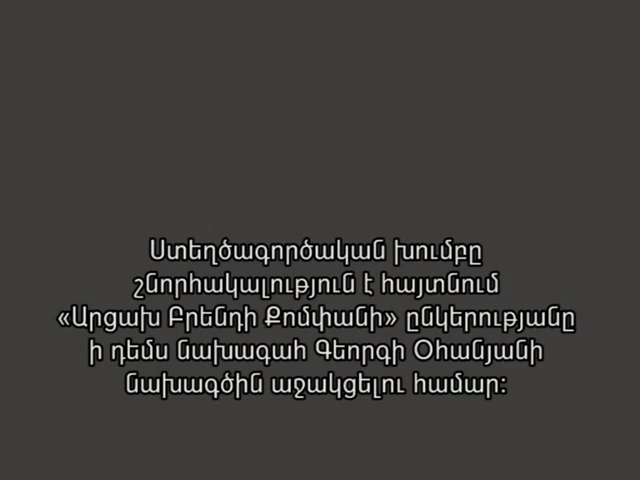 Ստեղծագործական խումբը
շնորհակալություն է հայտնում
«Արցախ Բրենդի Քոմփանի» ընկերությանը
ի դեմս նախագահ Գեորգի Օհանյանի
նախագծին աջակցելու համար: